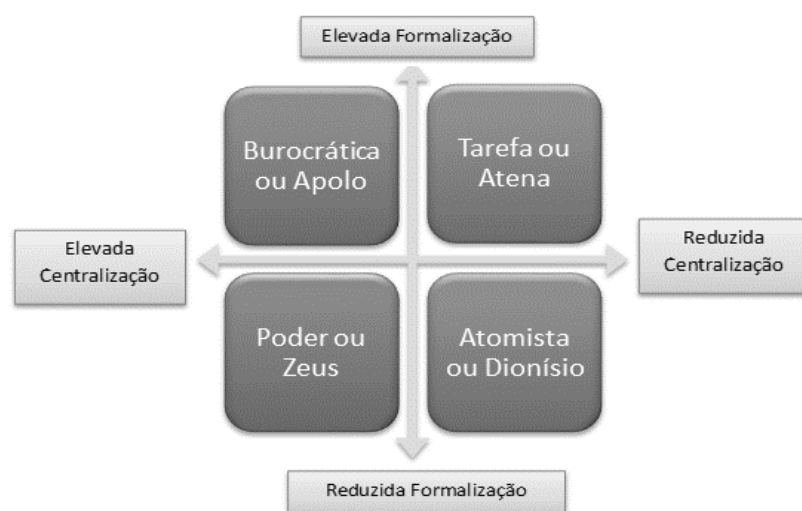 Elevada Formalização
Burocrática
ou Apolo
Tarefa ou
Atena
Elevada
Centralização
Reduzida
Centralização
Poder ou
Zeus
Atomista
ou Dionísio
Reduzida Formalização